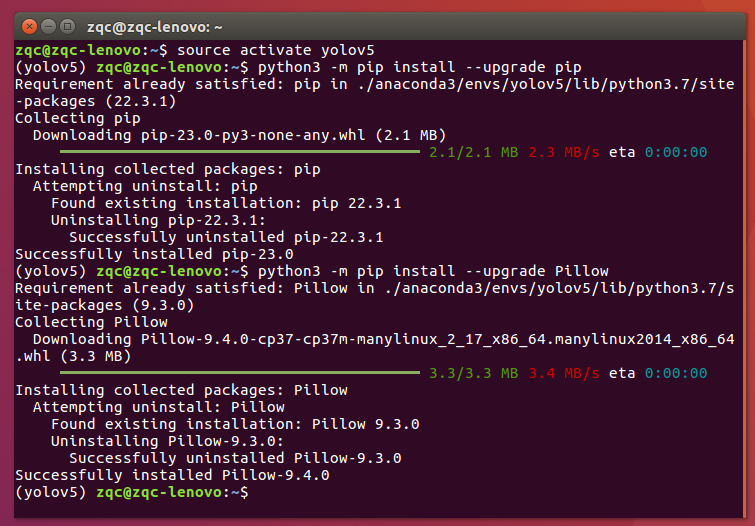 zqc@zqc-lenovo: ~
zqc@zqc-lenovo:~$ source activate yolov5
(yolov5) zqc@zqc-lenovo:~$ python3 -m pip install --upgrade pip
Requirement already satisfied: pip in ./anaconda3/envs/yolov5/lib/python3.7/site
-packages (22.3.1)
Collecting pip
  Downloading pip-23.0-py3-none-any.whl (2.1 MB)
2.1/2.1 MB 2.3 MB/s eta 0:00:00
Installing collected packages: pip
  Attempting uninstall: pip
    Found existing installation: pip 22.3.1
    Uninstalling pip-22.3.1:
      Successfully uninstalled pip-22.3.1
Successfully installed pip-23.0
(yolov5) zqc@zqc-lenovo:~$ python3 -m pip install --upgrade Pillow
Requirement already satisfied: Pillow in ./anaconda3/envs/yolov5/lib/python3.7/s
ite-packages (9.3.0)
Collecting Pillow
  Downloading Pillow-9.4.0-cp37-cp37m-manylinux_2_17_x86_64.manylinux2014_x86_64
.whl (3.3 MB)
3.3/3.3 MB 3.4 MB/s eta 0:00:00
Installing collected packages: Pillow
  Attempting uninstall: Pillow
    Found existing installation: Pillow 9.3.0
    Uninstalling Pillow-9.3.0:
      Successfully uninstalled Pillow-9.3.0
Successfully installed Pillow-9.4.0
(yolov5) zqc@zqc-lenovo:~$